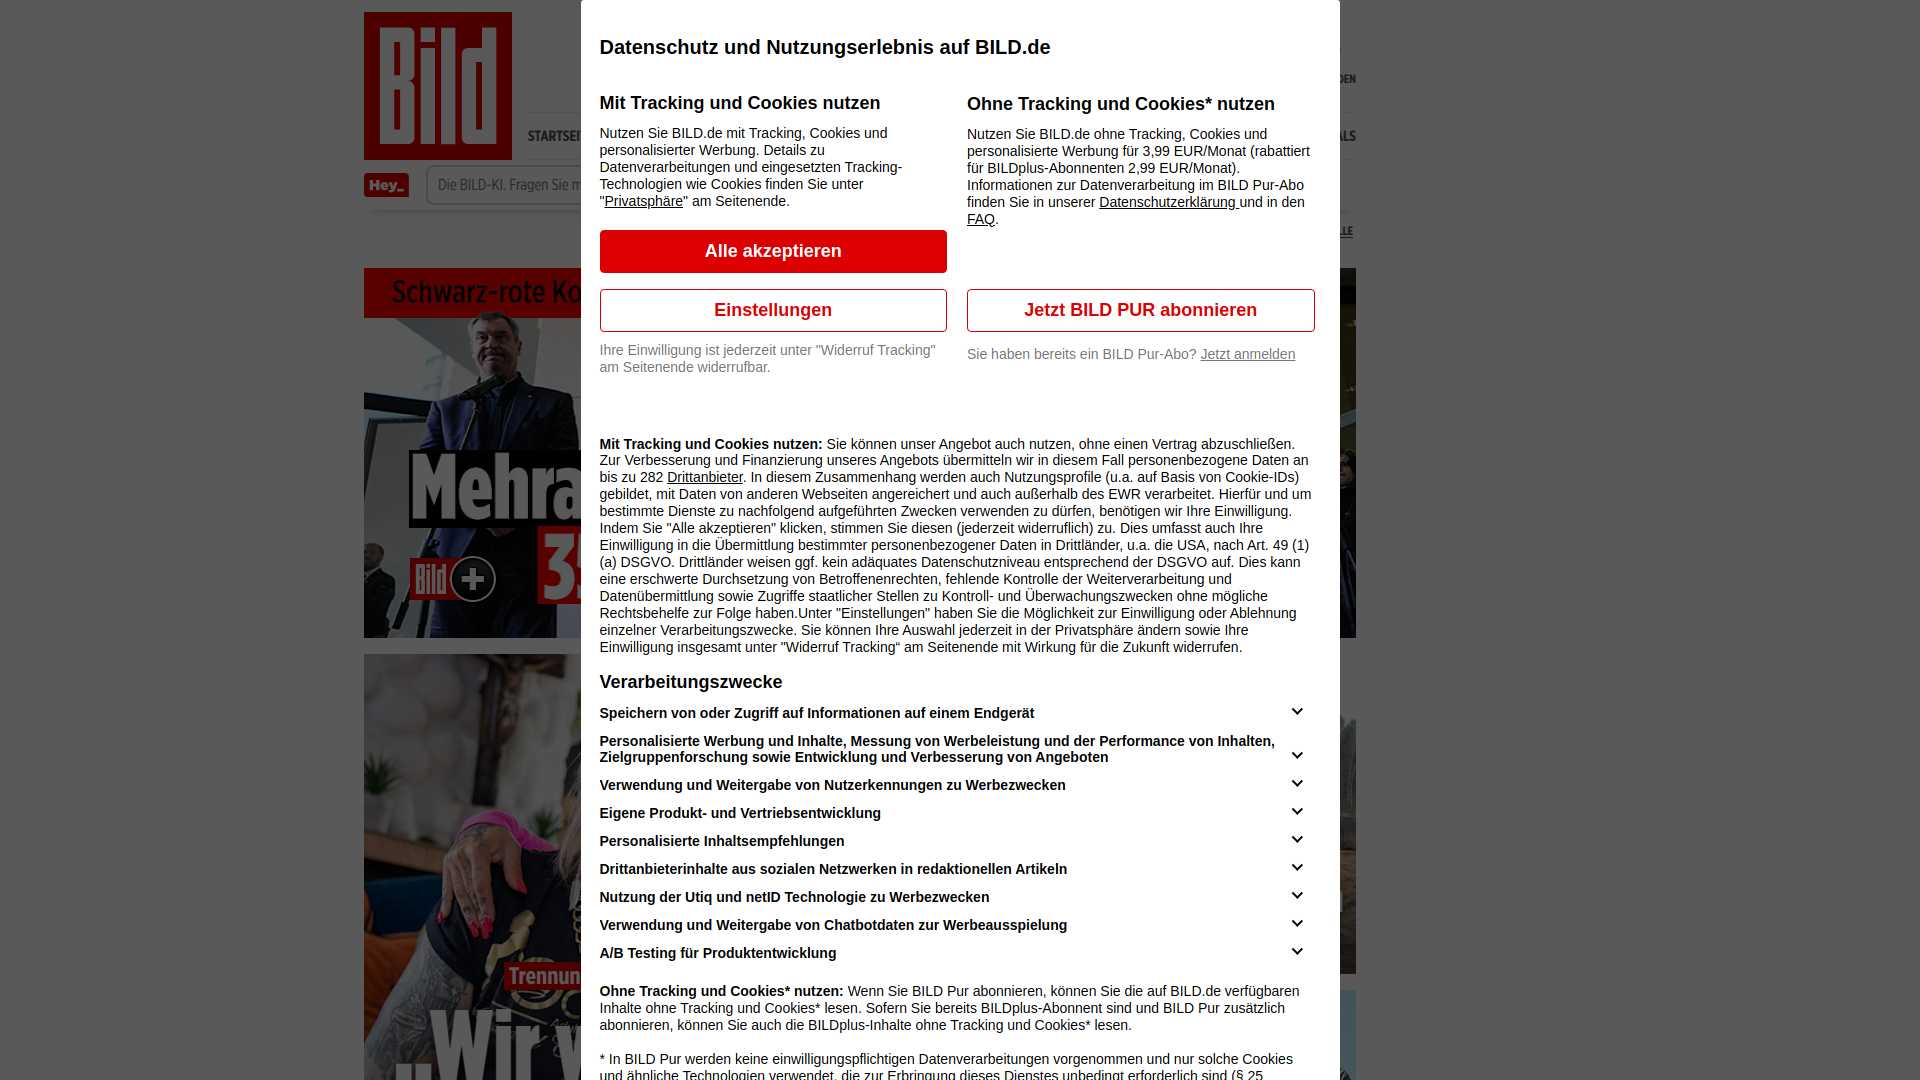 Bild
Datenschutz und Nutzungserlebnis auf BILD.de
Mit Tracking und Cookies nutzen
Nutzen Sie BILD.de mit Tracking, Cookies und
personalisierter Werbung. Details zu
Datenverarbeitungen und eingesetzten Tracking-
Technologien wie Cookies finden Sie unter
"Privatsphäre" am Seitenende.
Alle akzeptieren
Einstellungen
Ihre Einwilligung ist jederzeit unter "Widerruf Tracking"
am Seitenende widerrufbar.
Ohne Tracking und Cookies* nutzen
Nutzen Sie BILD.de ohne Tracking, Cookies und
personalisierte Werbung für 3,99 EUR/Monat (rabattiert
für BILDplus-Abonnenten 2,99 EUR/Monat).
Informationen zur Datenverarbeitung im BILD Pur-Abo
finden Sie in unserer Datenschutzerklärung und in den
FAQ.
Jetzt BILD PUR abonnieren
Sie haben bereits ein BILD Pur-Abo? Jetzt anmelden
Mit Tracking und Cookies nutzen: Sie können unser Angebot auch nutzen, ohne einen Vertrag abzuschließen.
Zur Verbesserung und Finanzierung unseres Angebots übermitteln wir in diesem Fall personenbezogene Daten an
bis zu 282 Drittanbieter. In diesem Zusammenhang werden auch Nutzungsprofile (u.a. auf Basis von Cookie-IDs)
gebildet, mit Daten von anderen Webseiten angereichert und auch außerhalb des EWR verarbeitet. Hierfür und um
bestimmte Dienste zu nachfolgend aufgeführten Zwecken verwenden zu dürfen, benötigen wir Ihre Einwilligung.
Indem Sie "Alle akzeptieren" klicken, stimmen Sie diesen (jederzeit widerruflich) zu. Dies umfasst auch Ihre
Einwilligung in die Übermittlung bestimmter personenbezogener Daten in Drittländer, u.a. die USA, nach Art. 49 (1)
(a) DSGVO. Drittländer weisen ggf. kein adäquates Datenschutzniveau entsprechend der DSGVO auf. Dies kann
eine erschwerte Durchsetzung von Betroffenenrechten, fehlende Kontrolle der Weiterverarbeitung und
Datenübermittlung sowie Zugriffe staatlicher Stellen zu Kontroll- und Überwachungszwecken ohne mögliche
Rechtsbehelfe zur Folge haben.Unter "Einstellungen" haben Sie die Möglichkeit zur Einwilligung oder Ablehnung
einzelner Verarbeitungszwecke. Sie können Ihre Auswahl jederzeit in der Privatsphäre ändern sowie Ihre
Einwilligung insgesamt unter "Widerruf Tracking“ am Seitenende mit Wirkung für die Zukunft widerrufen.
Verarbeitungszwecke
Speichern von oder Zugriff auf Informationen auf einem Endgerät
Personalisierte Werbung und Inhalte, Messung von Werbeleistung und der Performance von Inhalten,
Zielgruppenforschung sowie Entwicklung und Verbesserung von Angeboten
Verwendung und Weitergabe von Nutzerkennungen zu Werbezwecken
Eigene Produkt- und Vertriebsentwicklung
Personalisierte Inhaltsempfehlungen
Drittanbieterinhalte aus sozialen Netzwerken in redaktionellen Artikeln
Nutzung der Utiq und netID Technologie zu Werbezwecken
Verwendung und Weitergabe von Chatbotdaten zur Werbeausspielung
A/B Testing für Produktentwicklung
Ohne Tracking und Cookies* nutzen: Wenn Sie BILD Pur abonnieren, können Sie die auf BILD.de verfügbaren
Inhalte ohne Tracking und Cookies* lesen. Sofern Sie bereits BILDplus-Abonnent sind und BILD Pur zusätzlich
abonnieren, können Sie auch die BILDplus-Inhalte ohne Tracking und Cookies* lesen.
* In BILD Pur werden keine einwilligungspflichtigen Datenverarbeitungen vorgenommen und nur solche Cookies
und ähnliche Technologien verwendet, die zur Erbringung dieses Dienstes unbedingt erforderlich sind (§ 25
STARTSEI
Hey_
Die BILD-KI. Fragen Sie m
DEN
ALS
LLE
Schwarz-rote Ko
Mehra
Bild +
35
Trennun
"Wir w